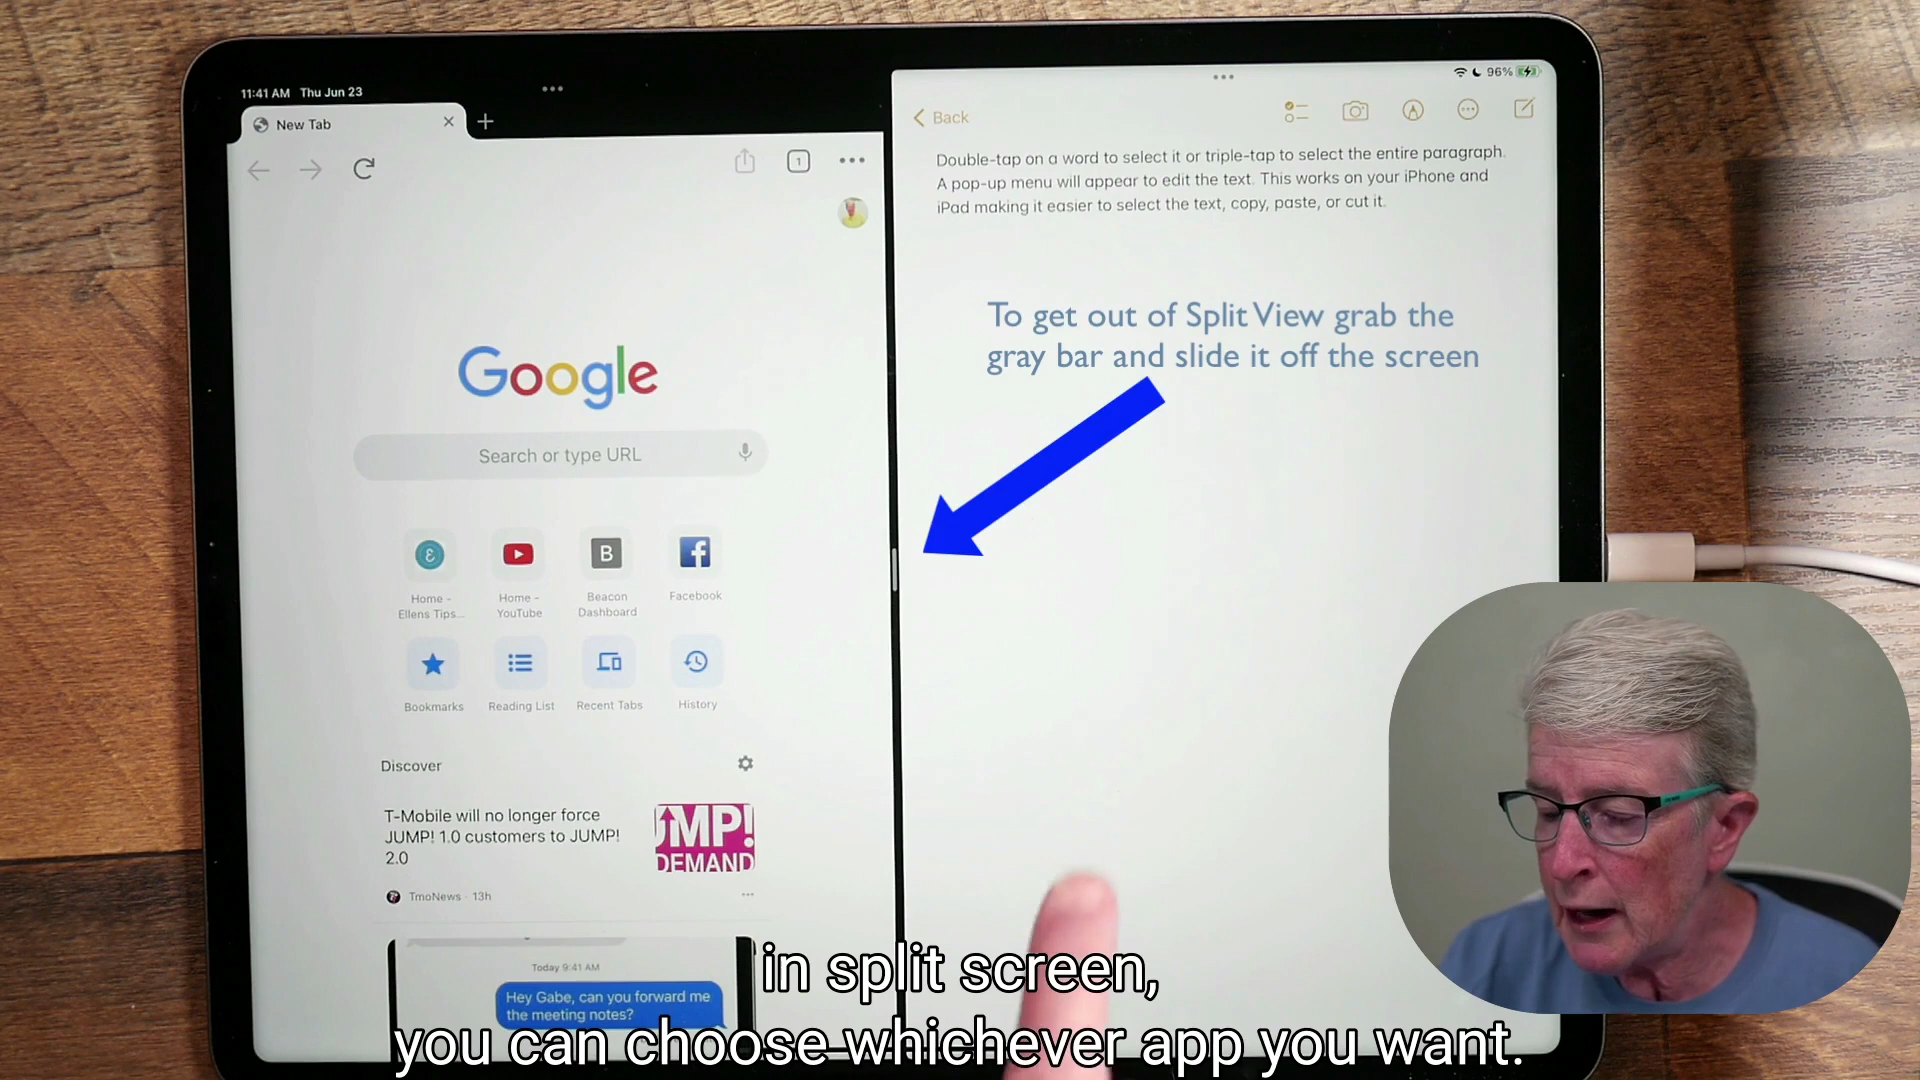 11:41 AM Thu Jun 23
96%
New Tab
1
Back
Double-tap on a word to select it or triple-tap to select the entire paragraph.
A pop-up menu will appear to edit the text. This works on your iPhone and
iPad making it easier to select the text, copy, paste, or cut it.
To get out of Split View grab the
gray bar and slide it off the screen
Google
Search or type URL
B
Home -
Ellens Tips...
Home -
YouTube
Beacon
Dashboard
Facebook
Bookmarks
Reading List
Recent Tabs
History
Discover
T-Mobile will no longer force
JUMP! 1.0 customers to JUMP!
2.0
JUMP!
DEMAND
TmoNews · 13h
Today 9:41 AM
Hey Gabe, can you forward me
the meeting notes?
in split screen,
you can choose whichever app you want.